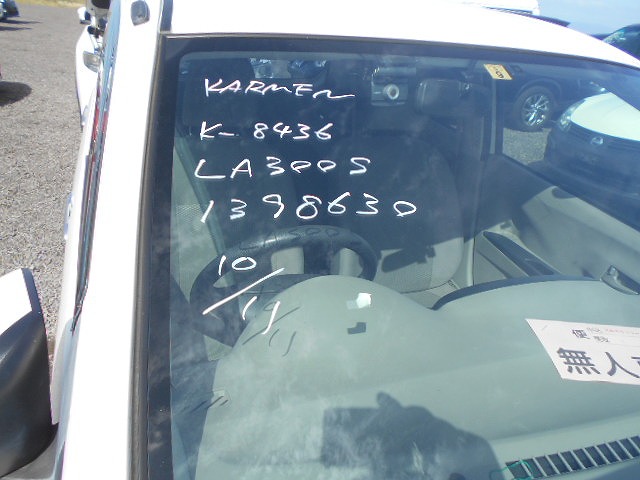 KARMEN
K-8436
LA300S
1398630
10/11
無人